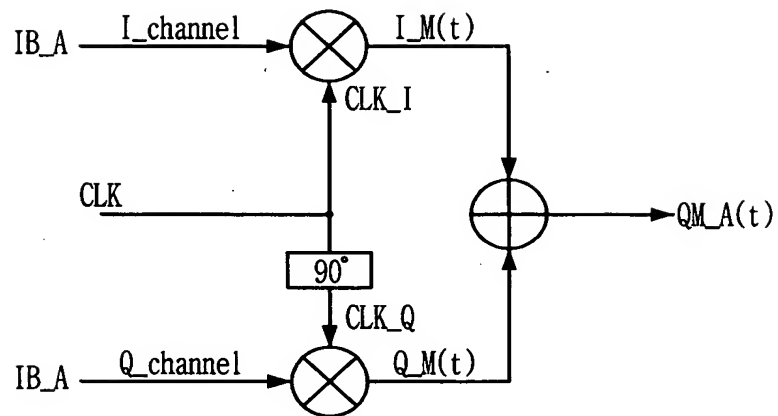 IB_A I_channel I_M(t)
CLK_I
CLK
QM_A(t)
90°
CLK_Q
IB_A Q_channel Q_M(t)